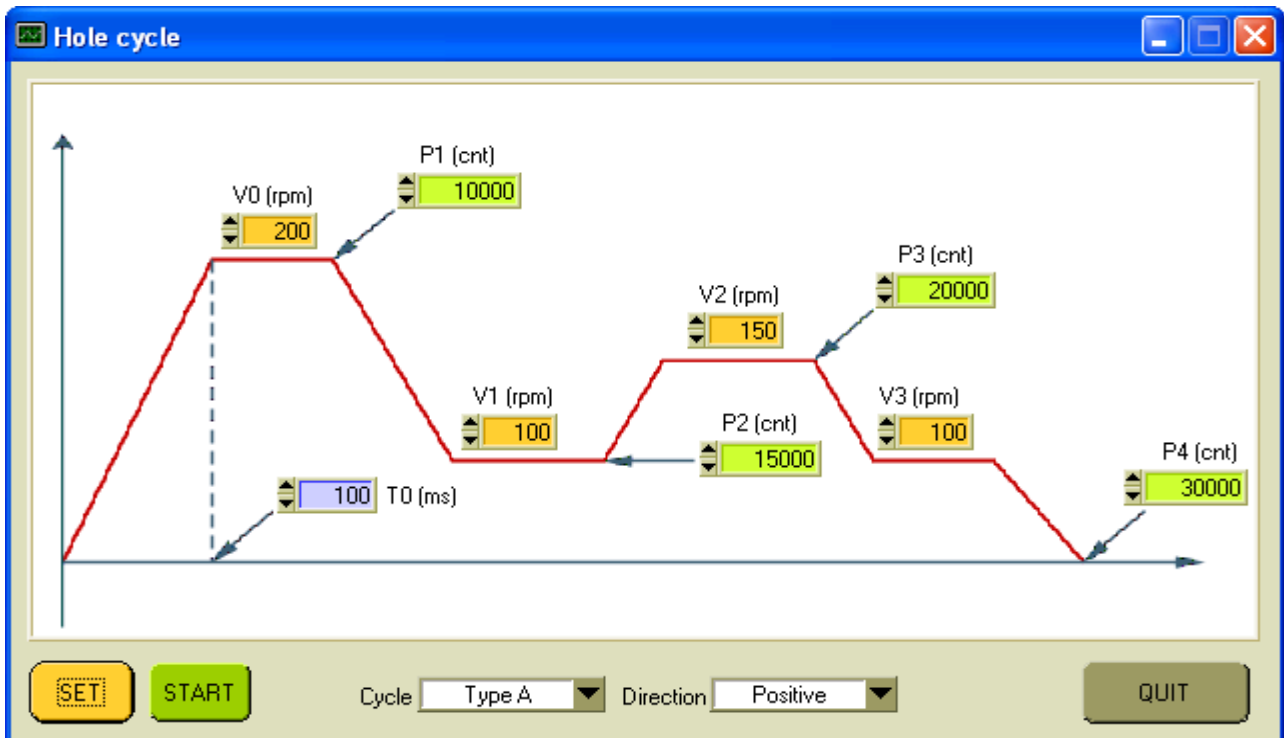 Hole cycle
P1 (cnt)
10000
V0 (rpm)
200
P3 (cnt)
20000
V2 (rpm)
150
V1 (rpm)
100
P2 (cnt)
15000
V3 (rpm)
100
P4 (cnt)
30000
100 T0 (ms)
SET START Cycle Type A Direction Positive QUIT